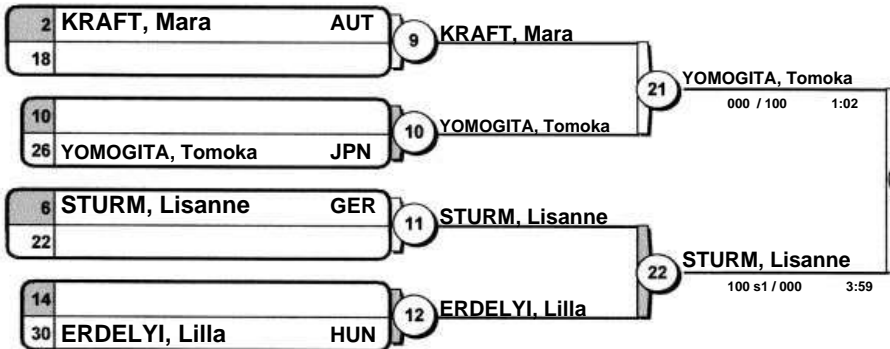 2 KRAFT, Mara AUT
18
9
KRAFT, Mara
10
26 YOMOGITA, Tomoka JPN
10
YOMOGITA, Tomoka
21
YOMOGITA, Tomoka
000 / 100 1:02
6 STURM, Lisanne GER
22
11
STURM, Lisanne
14
30 ERDELYI, Lilla HUN
12
ERDELYI, Lilla
22
STURM, Lisanne
100 s1 / 000 3:59